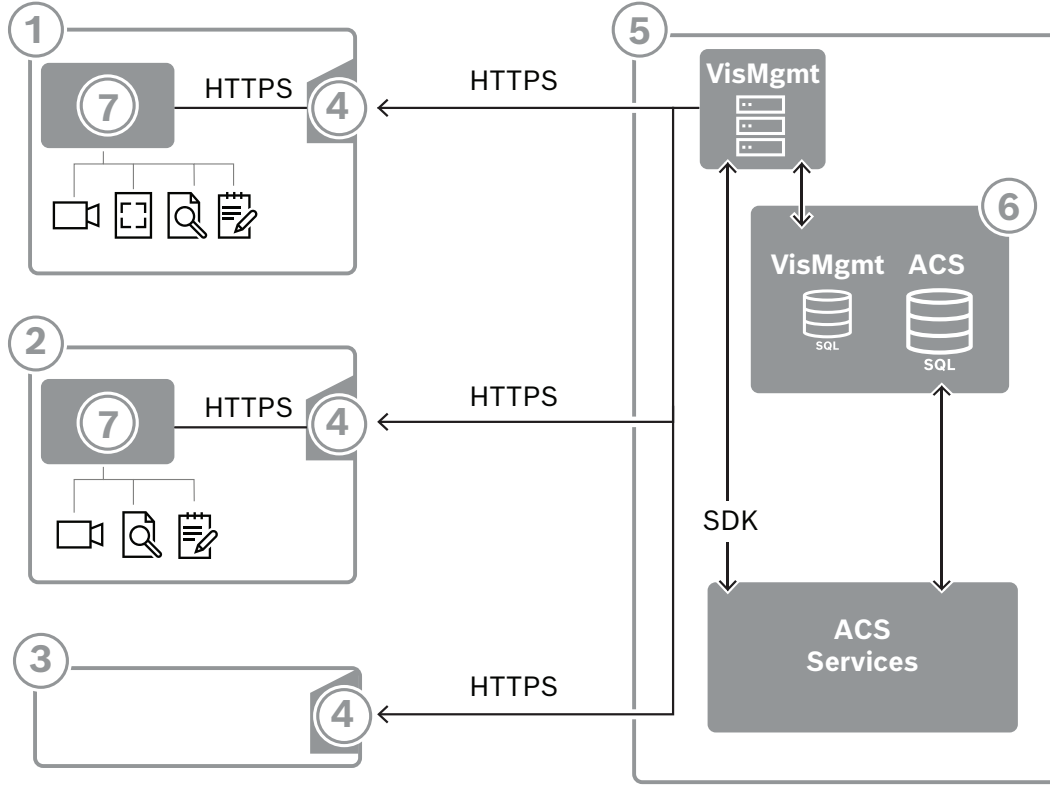 1
7
HTTPS
4
HTTPS
2
7
HTTPS
4
HTTPS
3
4
HTTPS
5
VisMgmt
6
VisMgmt
SQL
ACS
SQL
SDK
ACS
Services